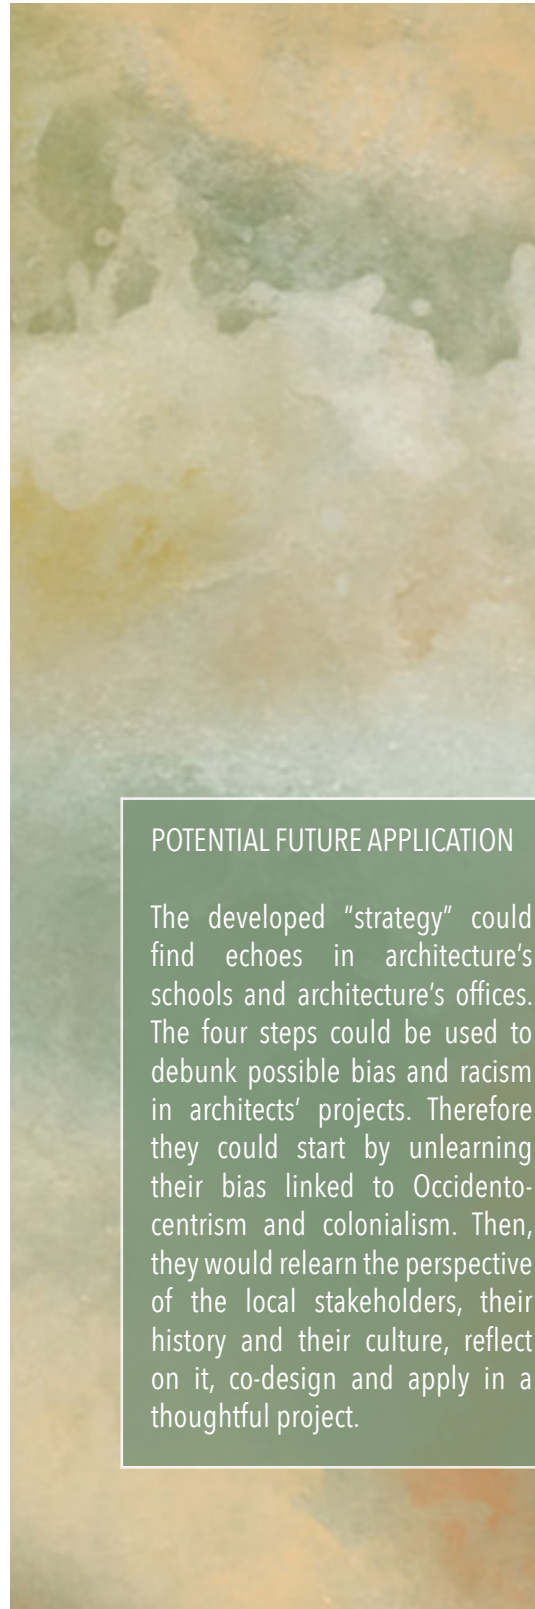 POTENTIAL FUTURE APPLICATION
The developed “strategy” could
find echoes in architecture’s
schools and architecture’s offices.
The four steps could be used to
debunk possible bias and racism
in architects’ projects. Therefore
they could start by unlearning
their bias linked to Occidento-
centrism and colonialism. Then,
they would relearn the perspective
of the local stakeholders, their
history and their culture, reflect
on it, co-design and apply in a
thoughtful project.